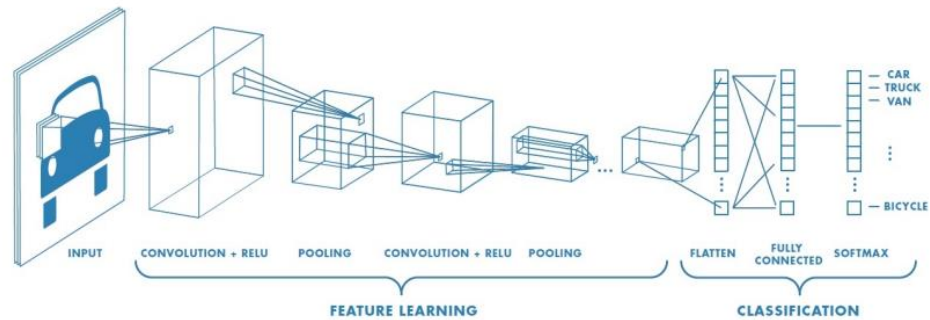 CAR
TRUCK
VAN
BICYCLE
INPUT
CONVOLUTION + RELU
POOLING
CONVOLUTION + RELU
POOLING
FLATTEN
FULLY
CONNECTED
SOFTMAX
FEATURE LEARNING
CLASSIFICATION